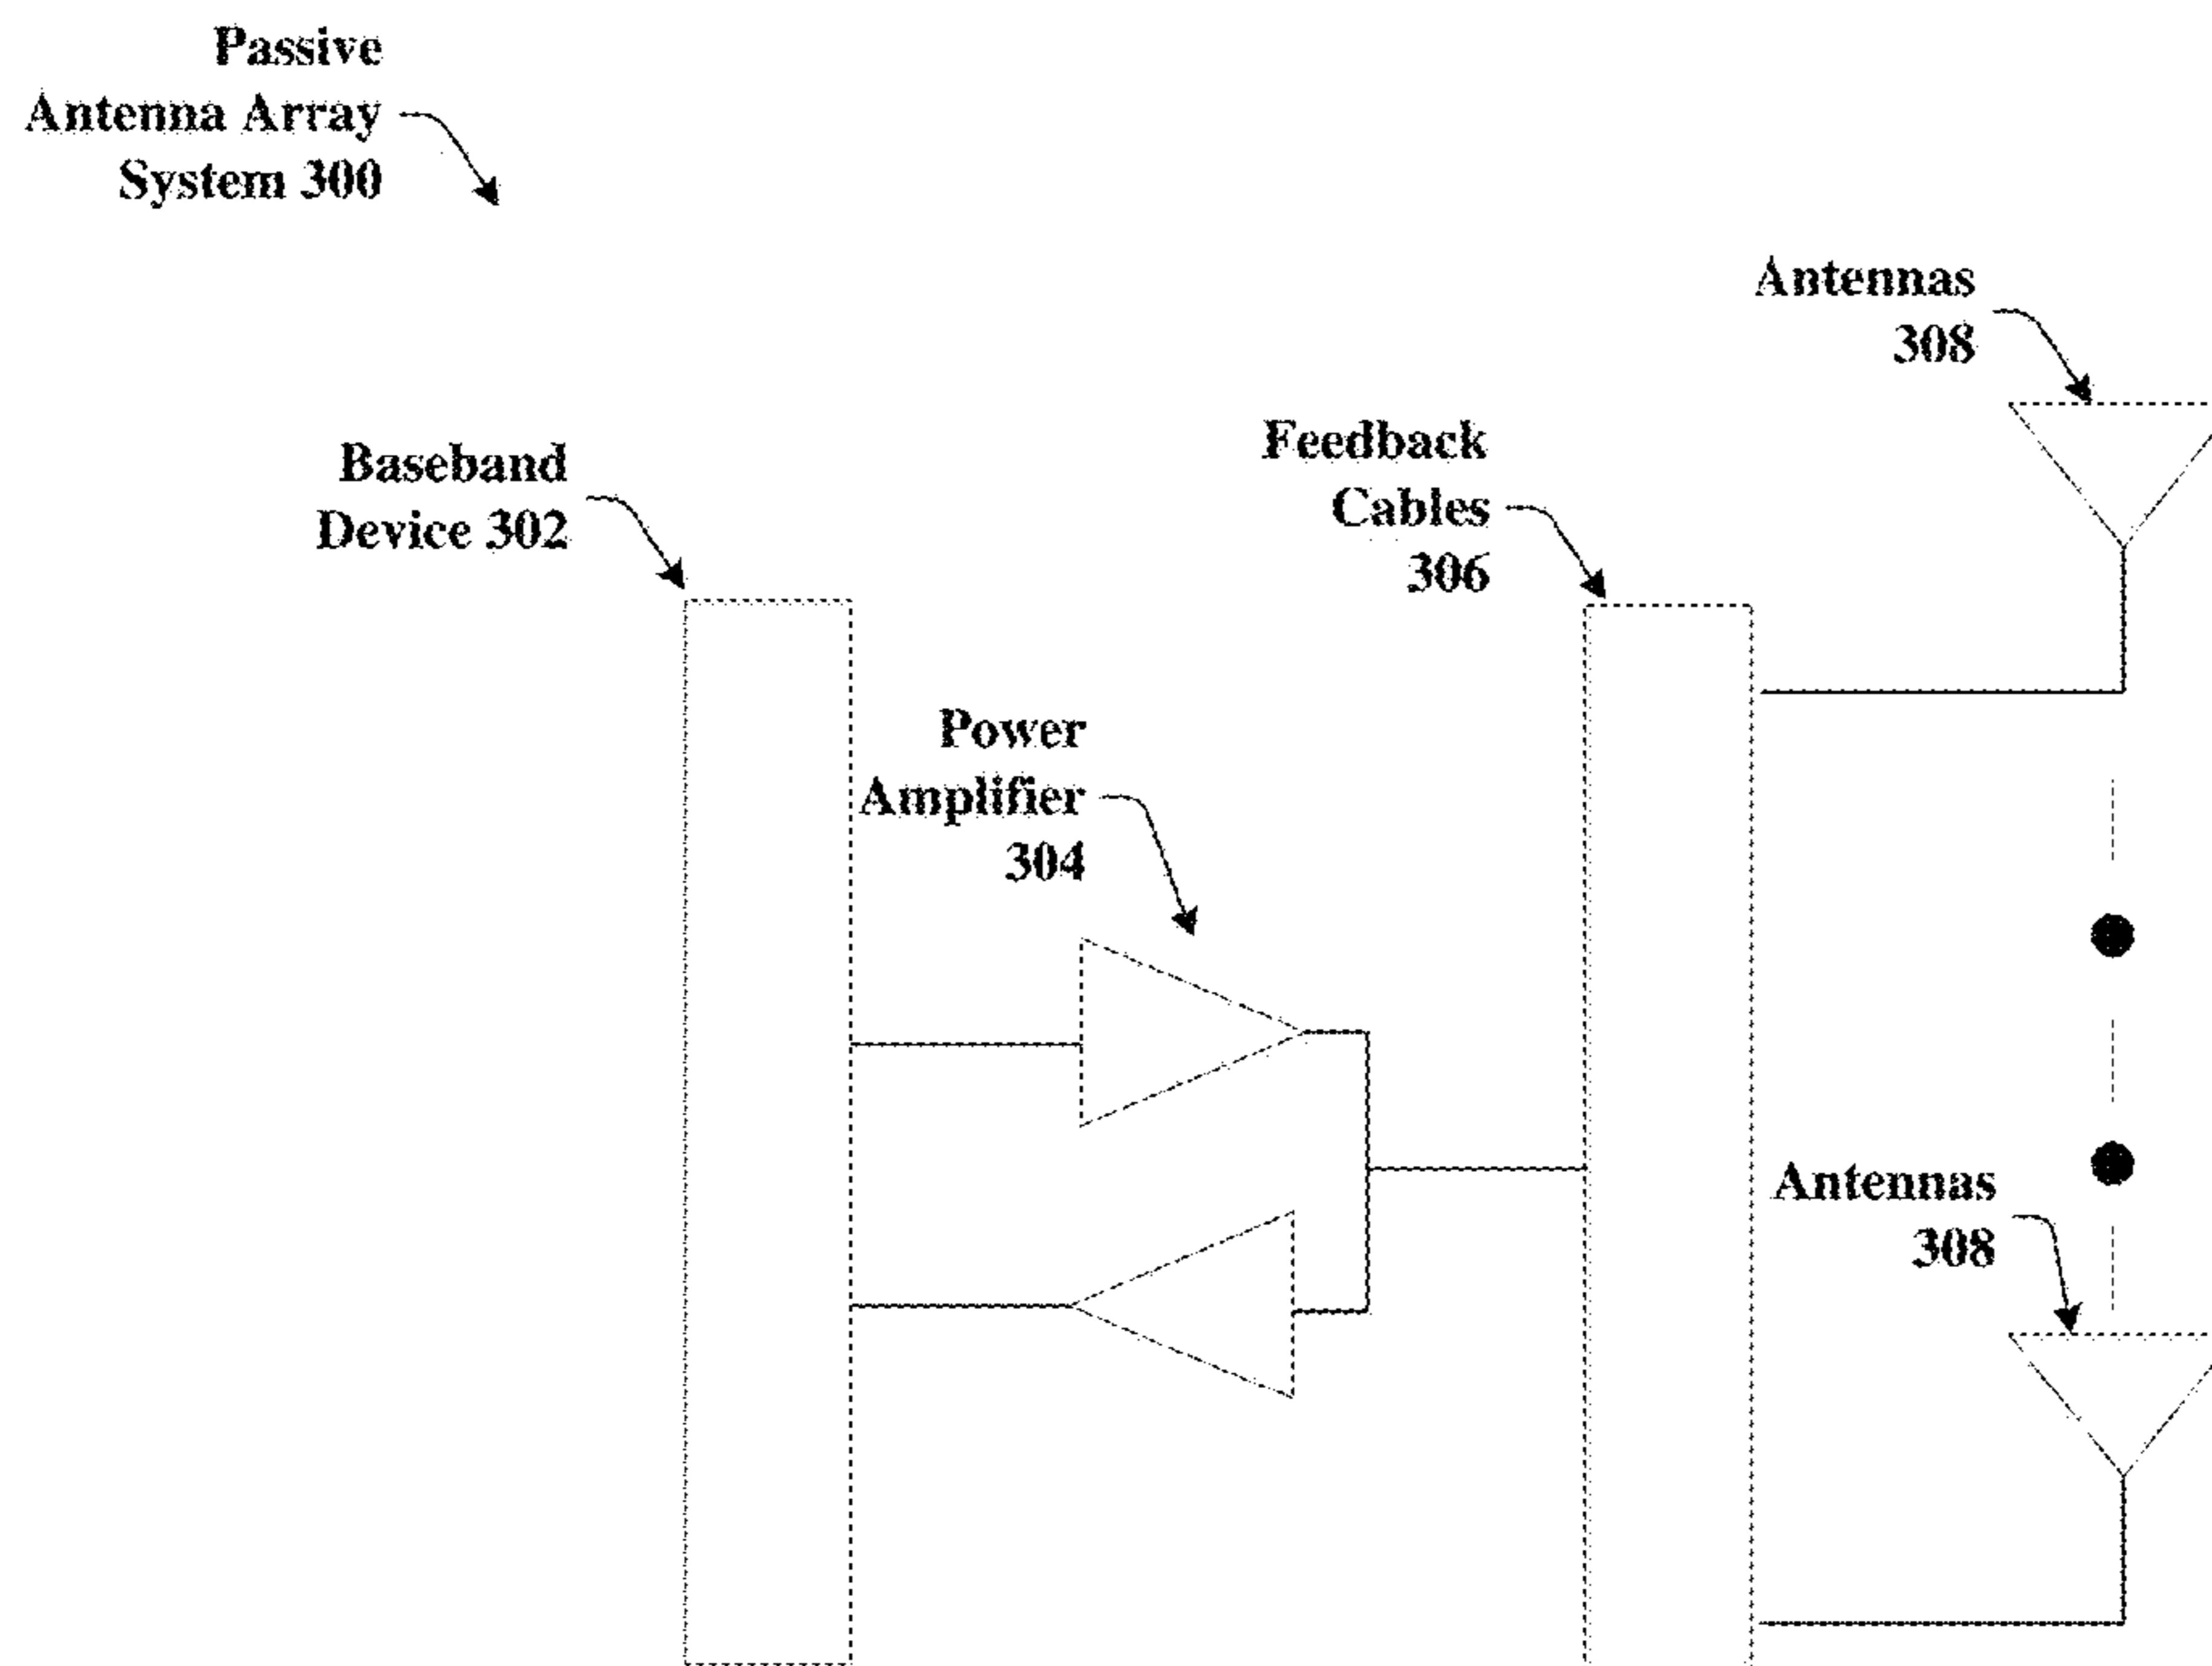 Passive
Antenna Array
System 300
Antennas
308
Feedback
Cables
306
Baseband
Device 302
Power
Amplifier
304
Antennas
308